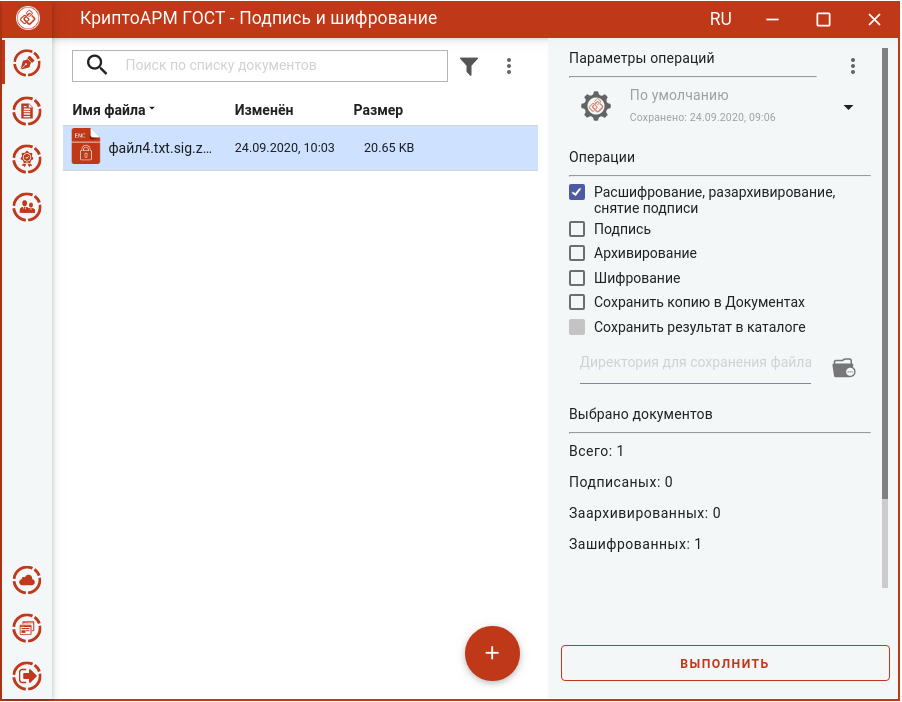 КриптоАРМ ГОСТ - Подпись и шифрование
RU
Поиск по списку документов
Имя файла
Изменён
Размер
ENC
файл4.txt.sig.z...
24.09.2020, 10:03
20.65 KB
Параметры операций
По умолчанию
Сохранено: 24.09.2020, 09:06
Операции
Расшифрование, разархивирование,
снятие подписи
Подпись
Архивирование
Шифрование
Сохранить копию в Документах
Сохранить результат в каталоге
Директория для сохранения файла
Выбрано документов
Всего: 1
Подписаных: 0
Заархивированных: 0
Зашифрованных: 1
ВЫПОЛНИТЬ